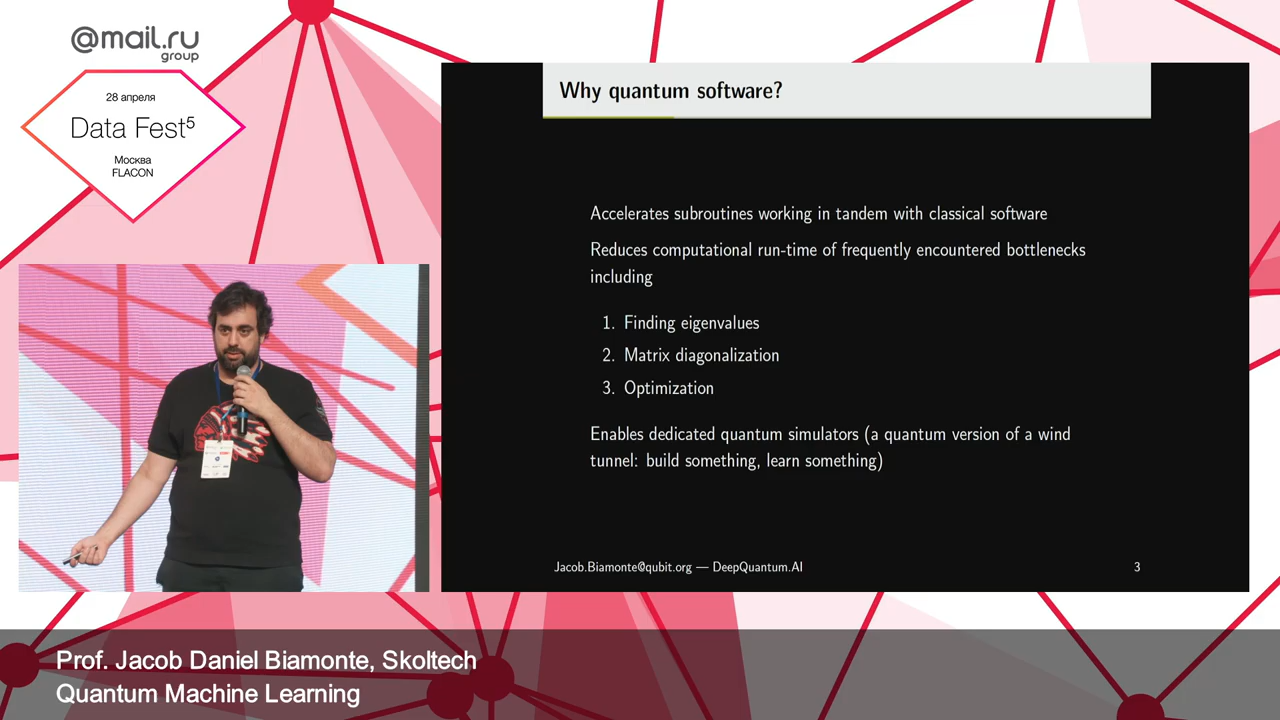 @mail.ru
group
28 апреля
Data Fest⁵
Москва
FLACON
Why quantum software?
Accelerates subroutines working in tandem with classical software
Reduces computational run-time of frequently encountered bottlenecks
including
1. Finding eigenvalues
2. Matrix diagonalization
3. Optimization
Enables dedicated quantum simulators (a quantum version of a wind
tunnel: build something, learn something)
Jacob.Biamonte@qubit.org — DeepQuantum.AI
3
Prof. Jacob Daniel Biamonte, Skoltech
Quantum Machine Learning